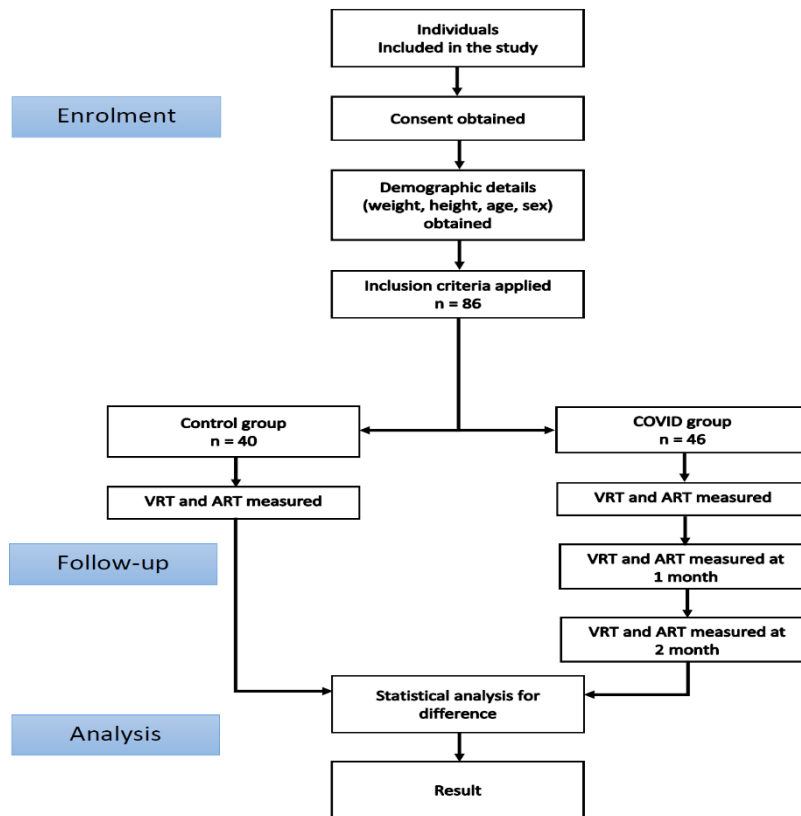 Individuals
Included in the study
Enrolment
Consent obtained
Demographic details
(weight, height, age, sex)
obtained
Inclusion criteria applied
n = 86
Control group
n = 40
COVID group
n = 46
VRT and ART measured
VRT and ART measured
Follow-up
VRT and ART measured at
1 month
VRT and ART measured at
2 month
Statistical analysis for
difference
Analysis
Result